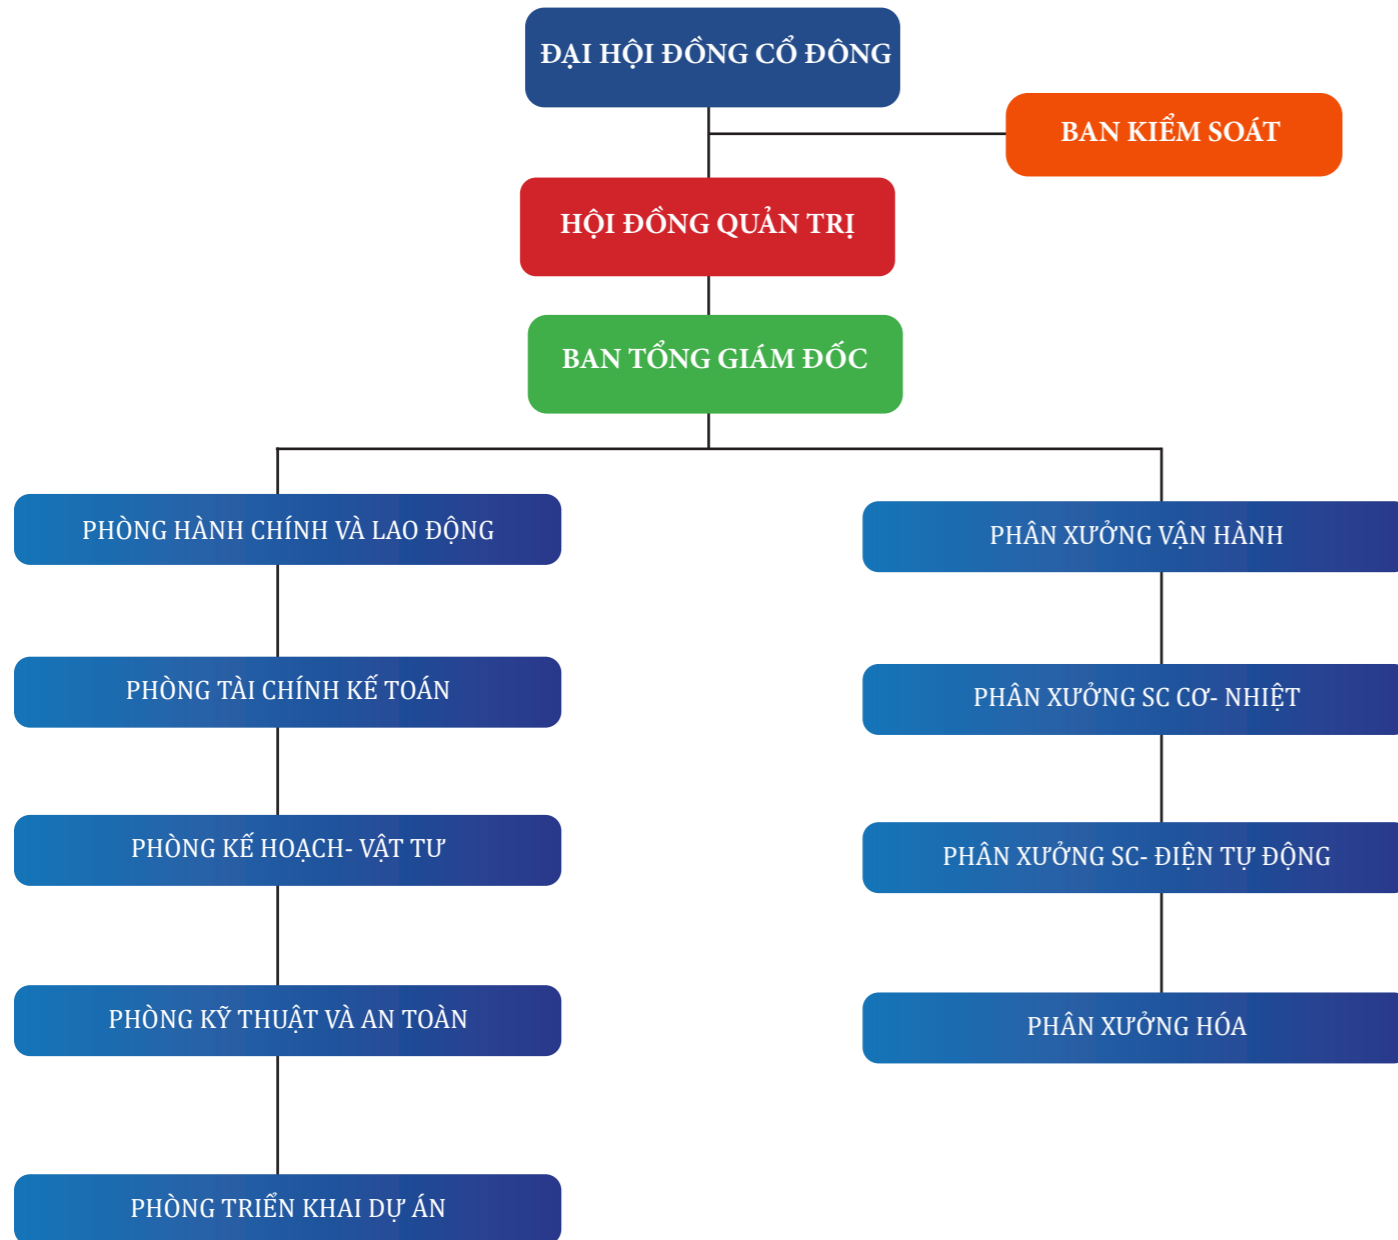 ĐẠI HỘI ĐỒNG CỔ ĐÔNG
BAN KIỂM SOÁT
HỘI ĐỒNG QUẢN TRỊ
BAN TỔNG GIÁM ĐỐC
PHÒNG HÀNH CHÍNH VÀ LAO ĐỘNG
PHÒNG TÀI CHÍNH KẾ TOÁN
PHÒNG KẾ HOẠCH- VẬT TƯ
PHÒNG KỸ THUẬT VÀ AN TOÀN
PHÒNG TRIỂN KHAI DỰ ÁN
PHÂN XƯỞNG VẬN HÀNH
PHÂN XƯỞNG SC CƠ- NHIỆT
PHÂN XƯỞNG SC- ĐIỆN TỰ ĐỘNG
PHÂN XƯỞNG HÓA